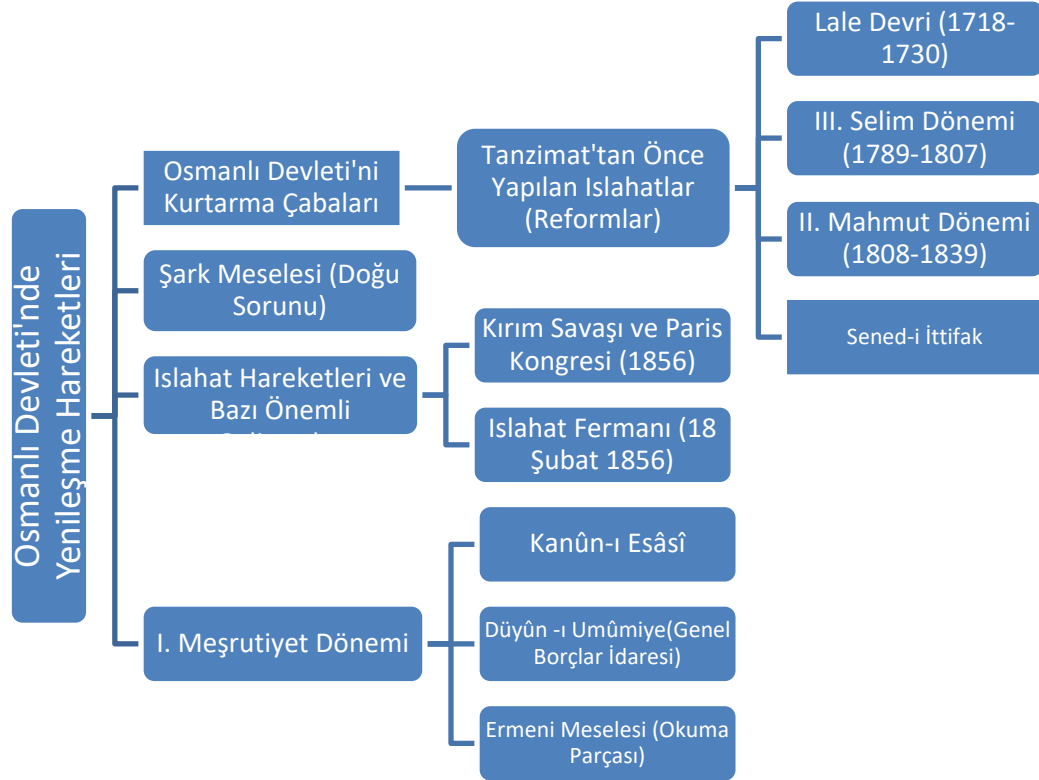 Osmanlı Devleti'nde
Yenileşme Hareketleri
Osmanlı Devleti'ni
Kurtarma Çabaları
Tanzimat'tan Önce
Yapılan Islahatlar
(Reformlar)
Lale Devri (1718-
1730)
III. Selim Dönemi
(1789-1807)
II. Mahmut Dönemi
(1808-1839)
Sened-i İttifak
Şark Meselesi (Doğu
Sorunu)
Islahat Hareketleri ve
Bazı Önemli
Kırım Savaşı ve Paris
Kongresi (1856)
Islahat Fermanı (18
Şubat 1856)
I. Meşrutiyet Dönemi
Kanûn-ı Esâsî
Düyûn -ı Umûmiye(Genel
Borçlar İdaresi)
Ermeni Meselesi (Okuma
Parçası)